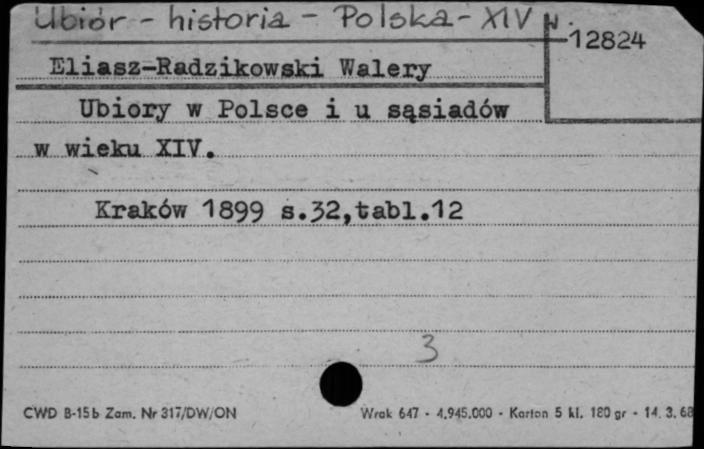 Ubiór - historia - Polska - XIV w.
12824
Eliasz-Radzikowski Walery
Ubiory w Polsce i u sąsiadów
w wieku XIV.
Kraków 1899 s.32,tabl.12
3
CWD B-15b Zam. Nr 317/DW/ON
Wrak 647 - 4.945.000 - Karton 5 kl. 180 gr - 14. 3. 68